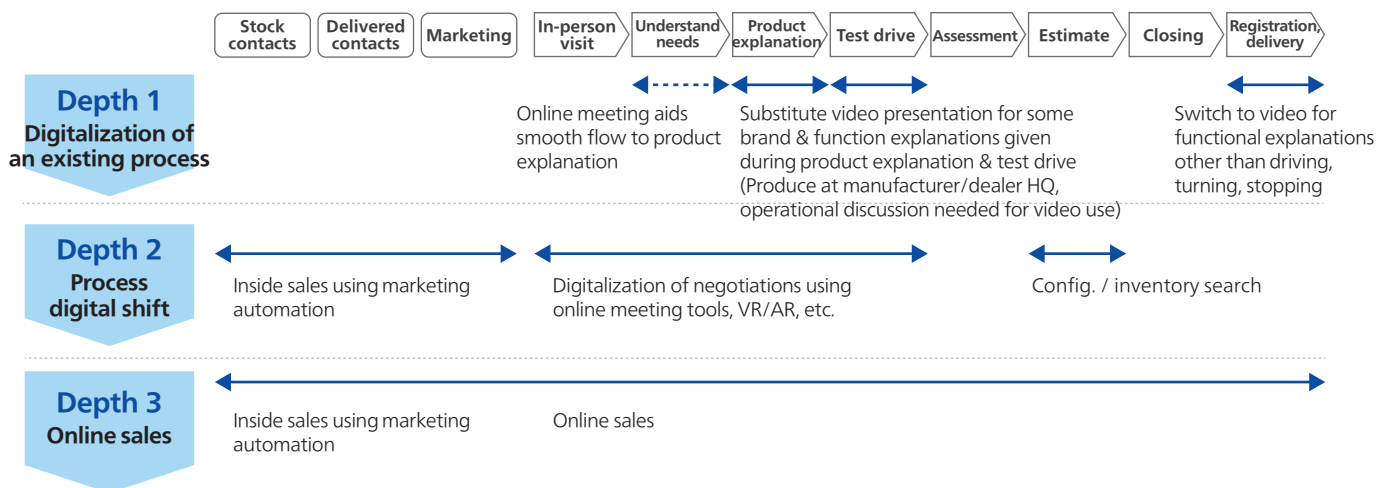 Stock
contacts
Delivered
contacts
Marketing
In-person
visit
Understand
needs
Product
explanation
Test drive
Assessment
Estimate
Closing
Registration,
delivery
Depth 1
Digitalization of
an existing process
Online meeting aids
smooth flow to product
explanation
Substitute video presentation for some
brand & function explanations given
during product explanation & test drive
(Produce at manufacturer/dealer HQ,
operational discussion needed for video use)
Switch to video for
functional explanations
other than driving,
turning, stopping
Depth 2
Process
digital shift
Inside sales using marketing
automation
Digitalization of negotiations using
online meeting tools, VR/AR, etc.
Config. / inventory search
Depth 3
Online sales
Inside sales using marketing
automation
Online sales